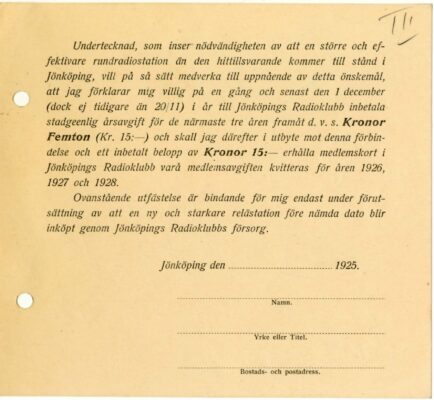 III
Undertecknad, som inser nödvändigheten av att en större och ef-
fektivare rundradiostation än den hittillsvarande kommer till stånd i
Jönköping, vill på så sätt medverka till uppnående av detta önskemål,
att jag förklarar mig villig på en gång och senast den 1 december
(dock ej tidigare än 20/11) i år till Jönköpings Radioklubb inbetala
stadgeenlig årsavgift för de närmaste tre åren framåt d. v. s. Kronor
Femton (Kr. 15:—) och skall jag därefter i utbyte mot denna förbin-
delse och ett inbetalt belopp av Kronor 15:— erhålla medlemskort i
Jönköpings Radioklubb varå medlemsavgiften kvitteras för åren 1926,
1927 och 1928.
Ovanstående utfästelse är bindande för mig endast under förut-
sättning av att en ny och starkare relästation före nämda dato blir
inköpt genom Jönköpings Radioklubbs försorg.
Jönköping den ........................................ 1925.
Namn.
Yrke eller Titel.
Bostads- och postadress.